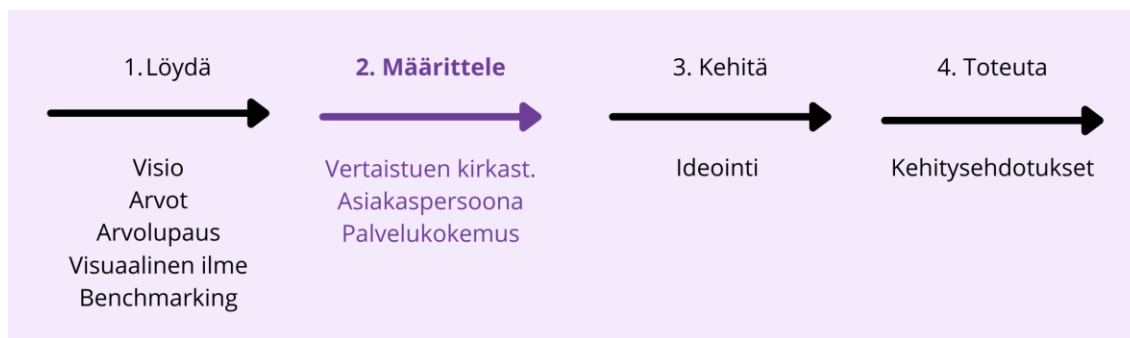 1. Löydä
Visio
Arvot
Arvolupaus
Visuaalinen ilme
Benchmarking
2. Määrittele
Vertaistuen kirkast.
Asiakaspersoona
Palvelukokemus
3. Kehitä
Ideointi
4. Toteuta
Kehitysehdotukset